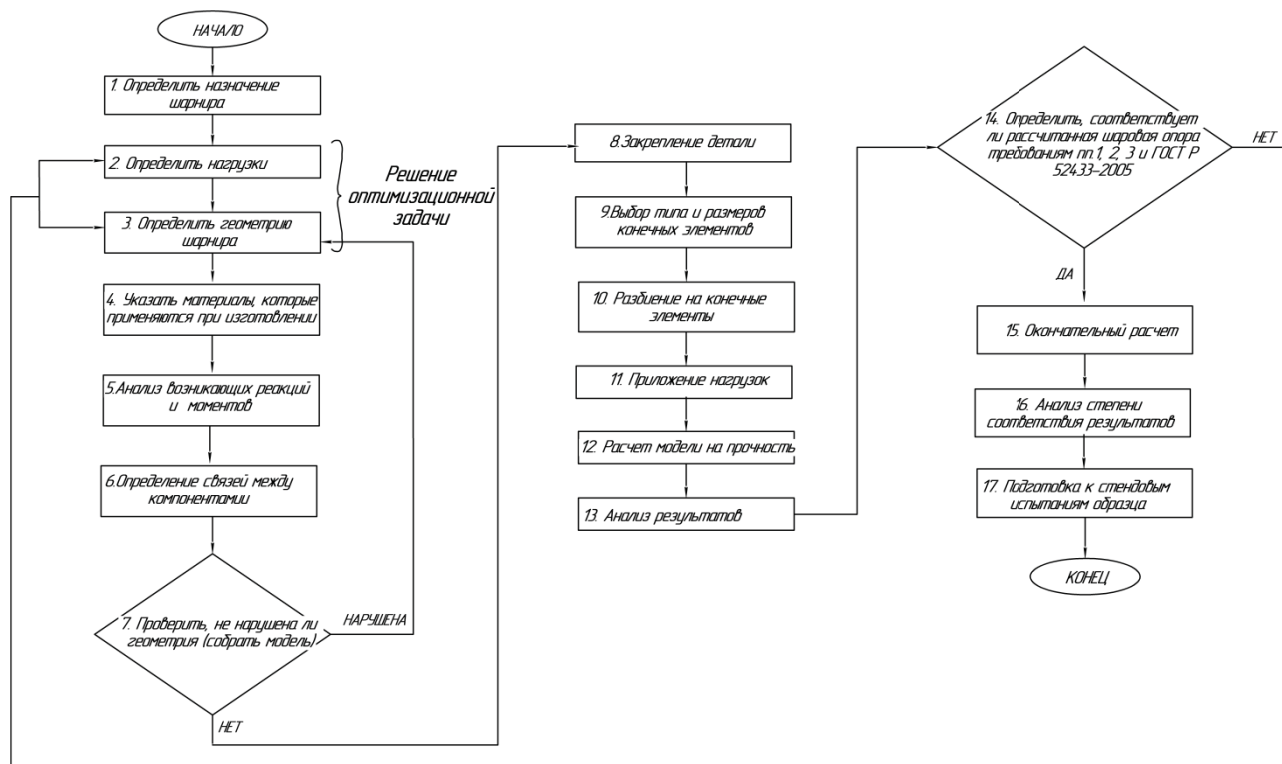 НАЧАЛО
1. Определить назначение
шарнира
2. Определить нагрузки
3. Определить геометрию
шарнира
Решение
оптимизационной
задачи
4. Указать материалы, которые
применяются при изготовлении
5.Анализ возникающих реакций
и моментов
6.Определение связей между
компонентамии
7. Проверить, не нарушена ли
геометрия (собрать модель)
НАРУШЕНА
НЕТ
8.Закрепление детали
9.Выбор типа и размеров
конечных элементов
10. Разбиение на конечные
элементы
11. Приложение нагрузок
12. Расчет модели на прочность
13. Анализ результатов
14. Определить, соответствует
ли рассчитанная шаровая опора
требованиям пп.1, 2, 3 и ГОСТ Р
52433-2005
НЕТ
ДА
15. Окончательный расчет
16. Анализ степени
соответствия результатов
17. Подготовка к стендовым
испытаниям образца
КОНЕЦ